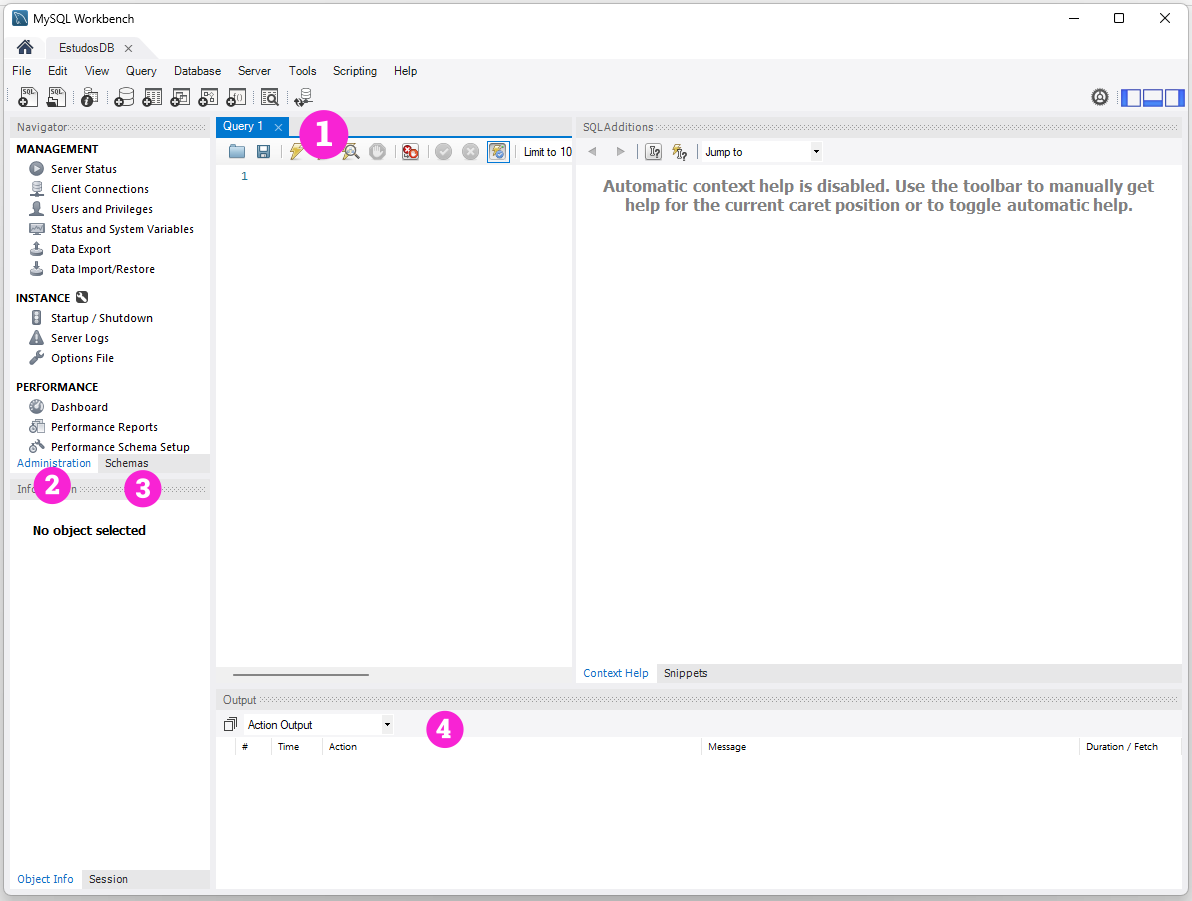 MySQL Workbench
EstudosDB
File Edit View Query Database Server Tools Scripting Help
Navigator
MANAGEMENT
Server Status
Client Connections
Users and Privileges
Status and System Variables
Data Export
Data Import/Restore
INSTANCE
Startup / Shutdown
Server Logs
Options File
PERFORMANCE
Dashboard
Performance Reports
Performance Schema Setup
Administration Schemas
2
3
No object selected
Object Info Session
Query 1
1
Limit to 10
1
SQLAdditions
Jump to
Automatic context help is disabled. Use the toolbar to manually get
help for the current caret position or to toggle automatic help.
Context Help Snippets
Output
Action Output
4
# Time Action Message Duration / Fetch